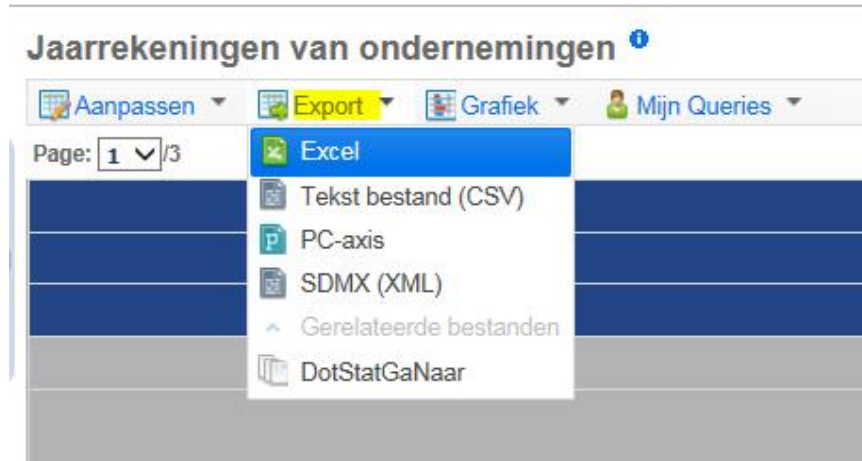 Jaarrekeningen van ondernemingen
Aanpassen Export Grafiek Mijn Queries
Page: 1 /3
Excel
Tekst bestand (CSV)
PC-axis
SDMX (XML)
Gerelateerde bestanden
DotStatGaNaar